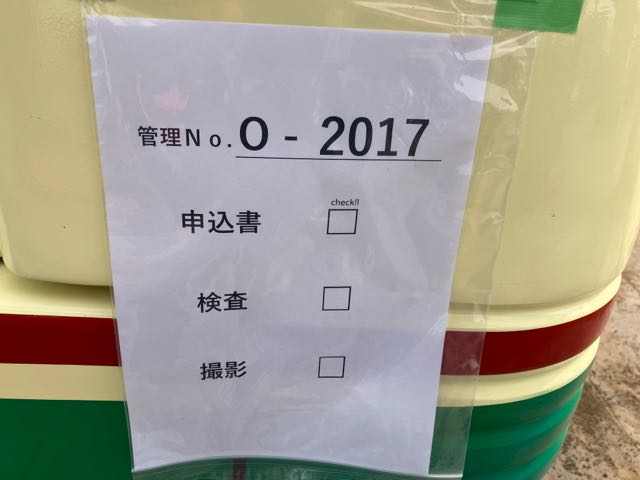 管理No. O - 2017
check!!
申込書 □
検査 □
撮影 □